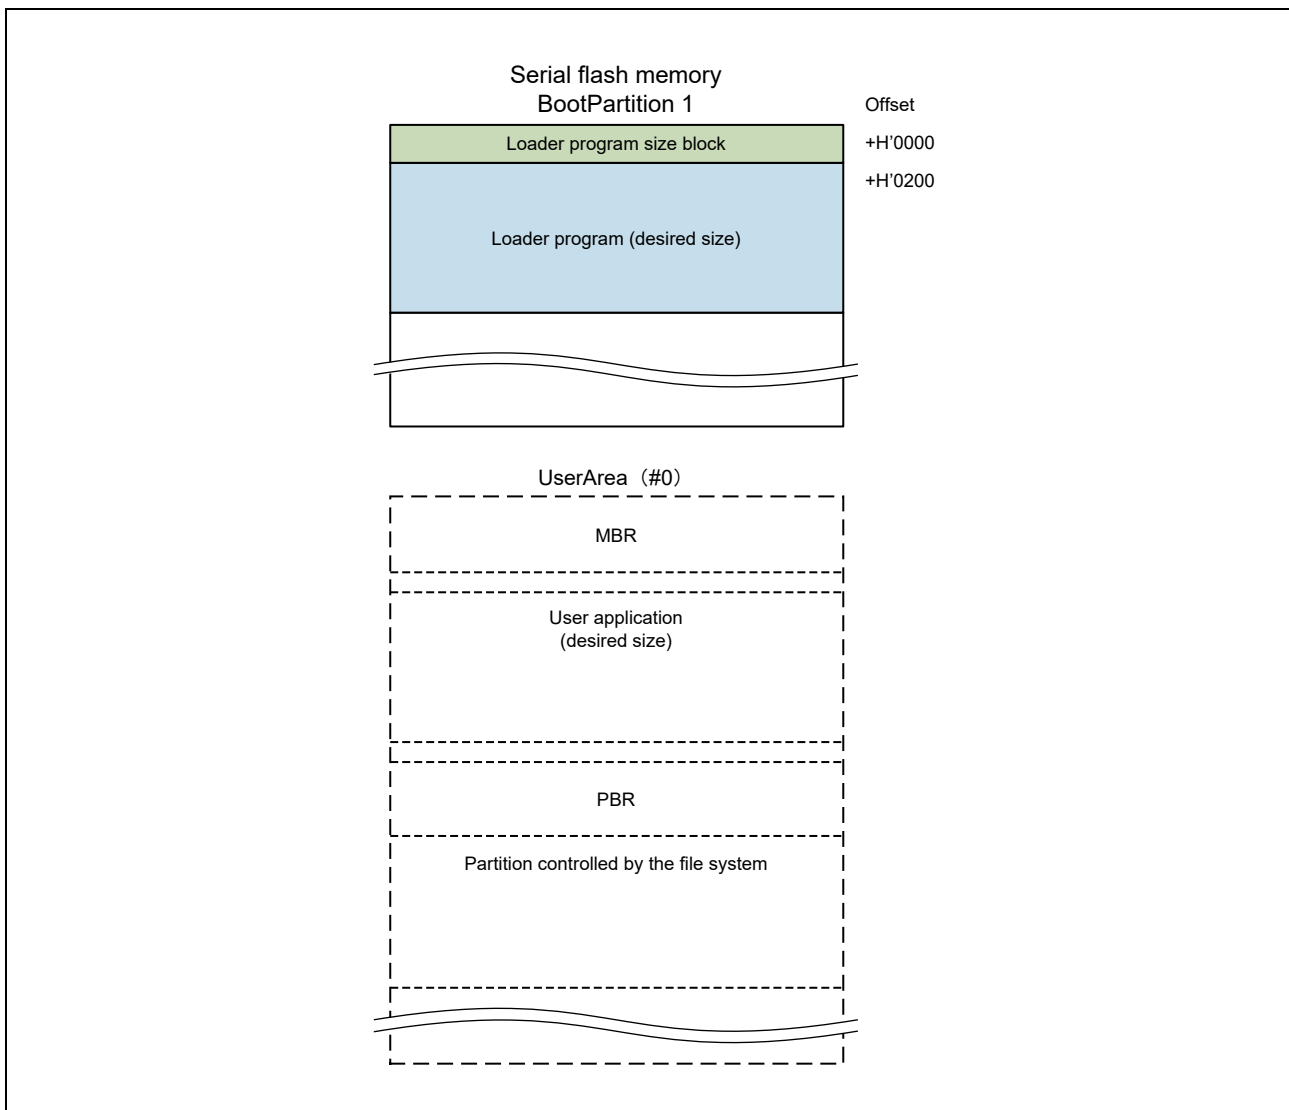 Serial flash memory
BootPartition 1
Offset
Loader program size block
+H’0000
+H’0200
Loader program (desired size)
UserArea（#0）
MBR
User application
(desired size)
PBR
Partition controlled by the file system